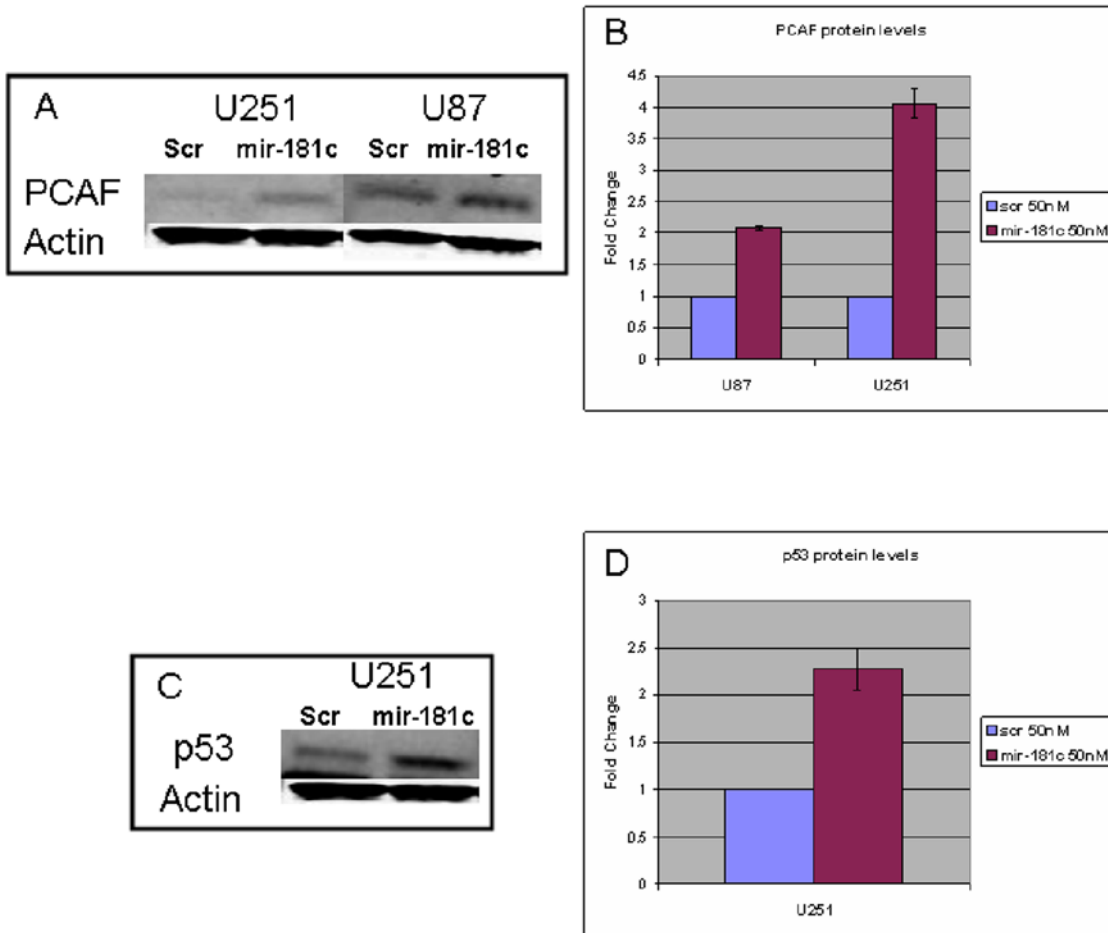 A
U251 U87
Scr mir-181c Scr mir-181c
PCAF
Actin
B
PCAF protein levels
Fold Change
4.5
4
3.5
3
2.5
2
1.5
1
0.5
0
U87 U251
scr 50nM
mir-181c 50nM
C
U251
Scr mir-181c
p53
Actin
D
p53 protein levels
Fold Change
3
2.5
2
1.5
1
0.5
0
U251
scr 50nM
mir-181c 50nM